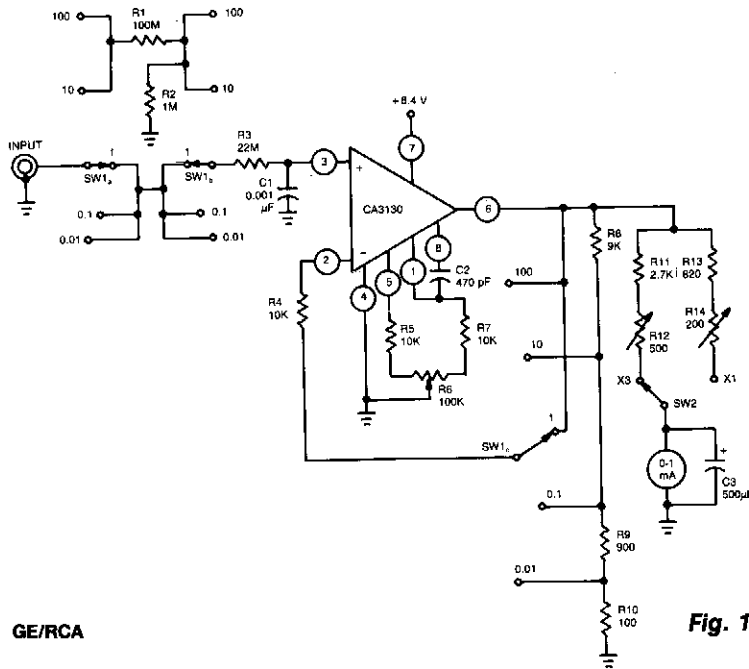 100
R1
100M
100
10
R2
1M
10
INPUT
1
SW1a
1
SW1b
0.1
0.01
0.1
0.01
R3
22M
C1
0.001
µF
+8.4 V
7
3
+
CA3130
6
2
−
4
5
1
8
C2
470 pF
R4
10K
R5
10K
R7
10K
R6
100K
100
10
1
SW1c
R8
9K
R11
2.7K
R13
820
R12
500
R14
200
X3
X1
SW2
0-1
mA
+
C3
500µF
0.1
R9
900
0.01
R10
100
GE/RCA
Fig. 1